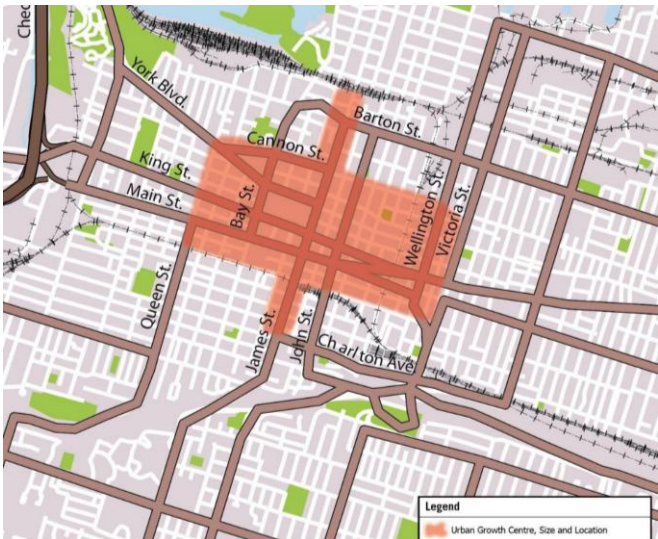 York Blvd.
Barton St.
Cannon St.
King St.
Main St.
Bay St.
Wellington St.
Victoria St.
Queen St.
James St.
John St.
Charlton Ave
Legend
Urban Growth Centre, Size and Location